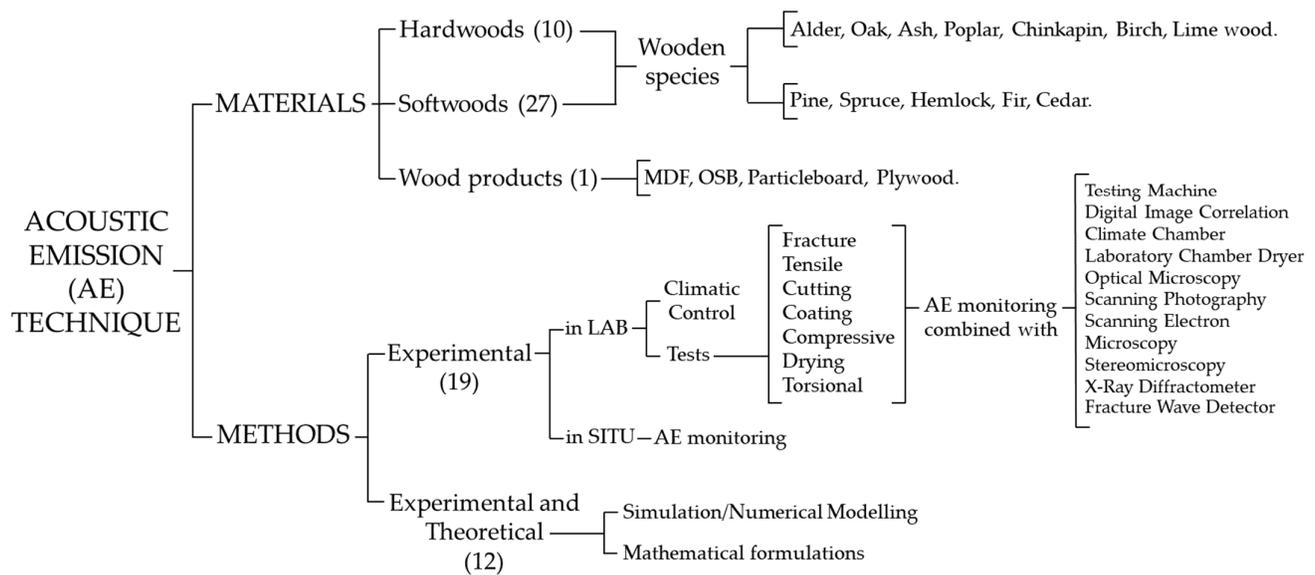 ACOUSTIC
EMISSION
(AE)
TECHNIQUE
MATERIALS
Hardwoods (10)
Softwoods (27)
Wooden
species
Alder, Oak, Ash, Poplar, Chinkapin, Birch, Lime wood.
Pine, Spruce, Hemlock, Fir, Cedar.
Wood products (1)
MDF, OSB, Particleboard, Plywood.
METHODS
Experimental
(19)
in LAB
Climatic
Control
Tests
Fracture
Tensile
Cutting
Coating
Compressive
Drying
Torsional
AE monitoring
combined with
Testing Machine
Digital Image Correlation
Climate Chamber
Laboratory Chamber Dryer
Optical Microscopy
Scanning Photography
Scanning Electron
Microscopy
Stereomicroscopy
X-Ray Diffractometer
Fracture Wave Detector
in SITU
AE monitoring
Experimental and
Theoretical
(12)
Simulation/Numerical Modelling
Mathematical formulations